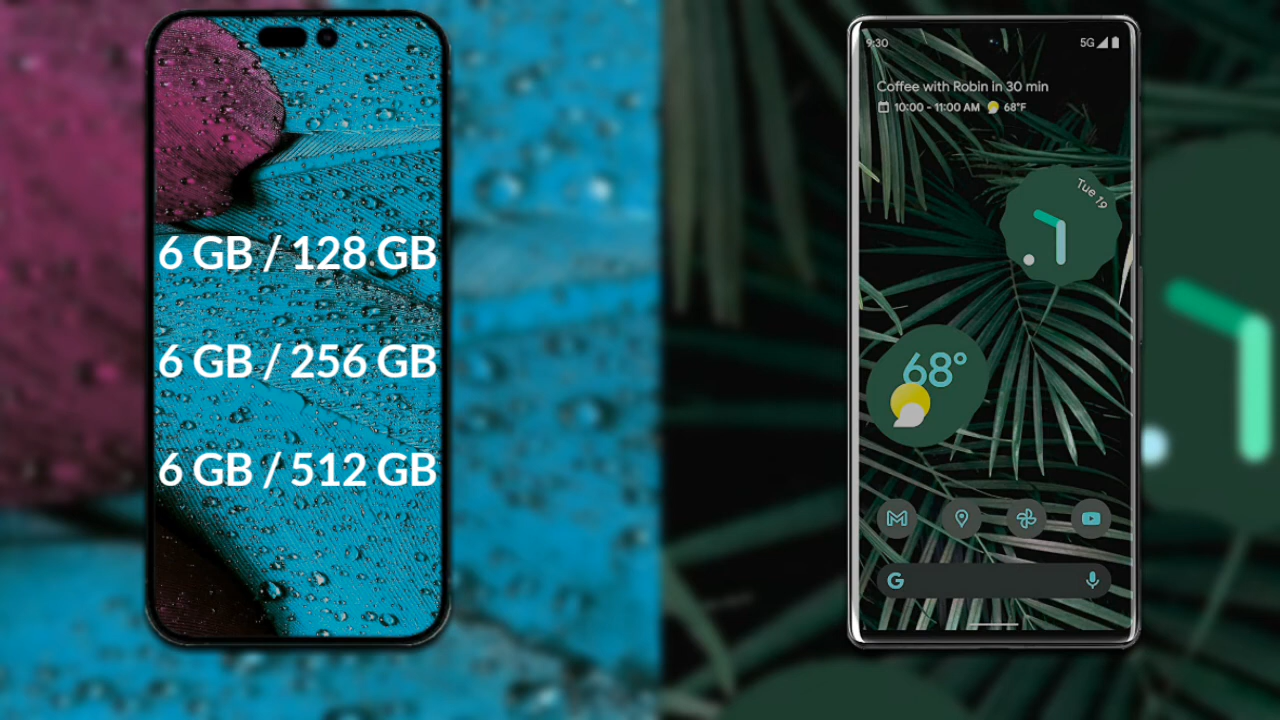 6 GB / 128 GB
6 GB / 256 GB
6 GB / 512 GB
9:30
5G
Coffee with Robin in 30 min
10:00 - 11:00 AM 68°F
Tue 19
68°
G